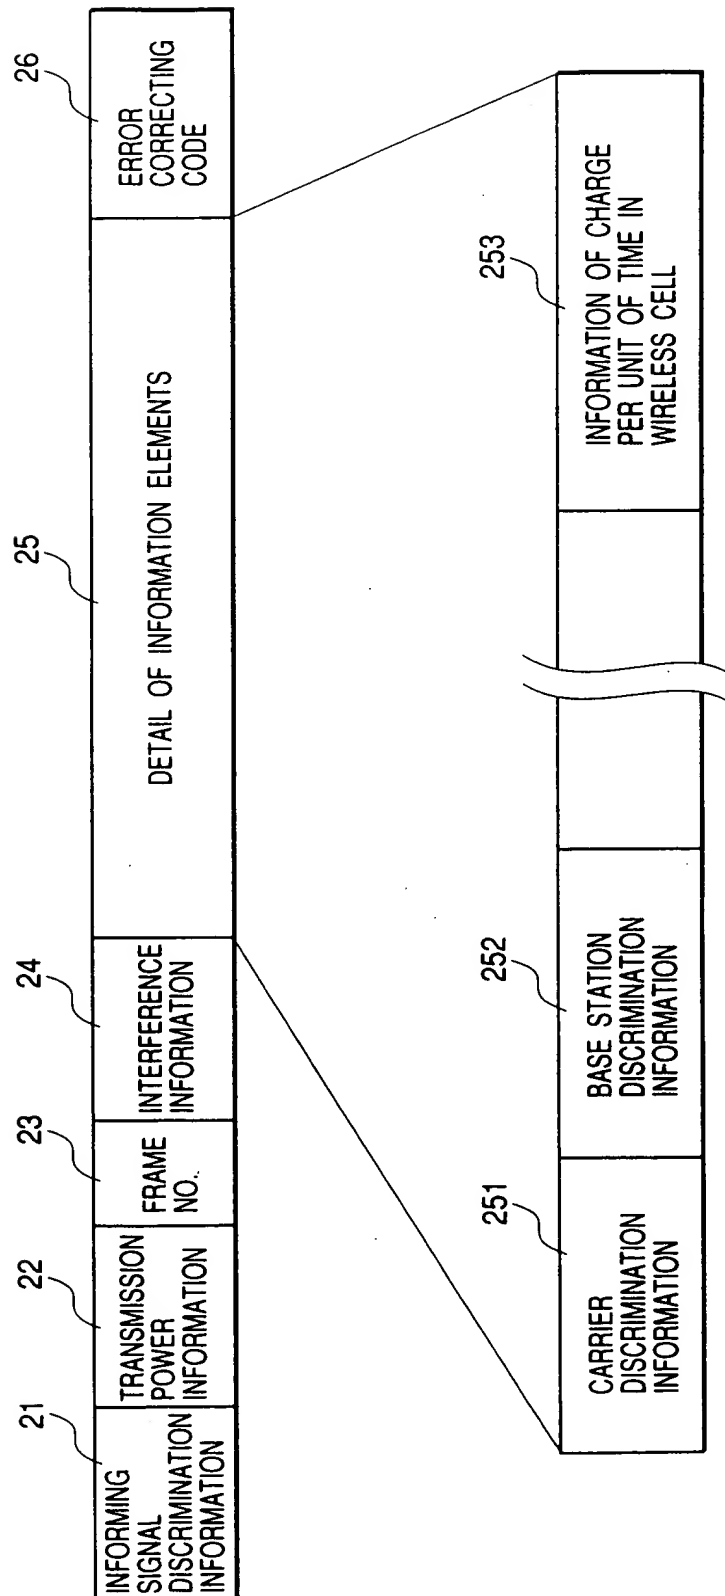 21
INFORMING
SIGNAL
DISCRIMINATION
INFORMATION
22
TRANSMISSION
POWER
INFORMATION
23
FRAME
NO..
24
INTERFERENCE
INFORMATION
25
DETAIL OF INFORMATION ELEMENTS
26
ERROR
CORRECTING
CODE
251
CARRIER
DISCRIMINATION
INFORMATION
252
BASE STATION
DISCRIMINATION
INFORMATION
253
INFORMATION OF CHARGE
PER UNIT OF TIME IN
WIRELESS CELL